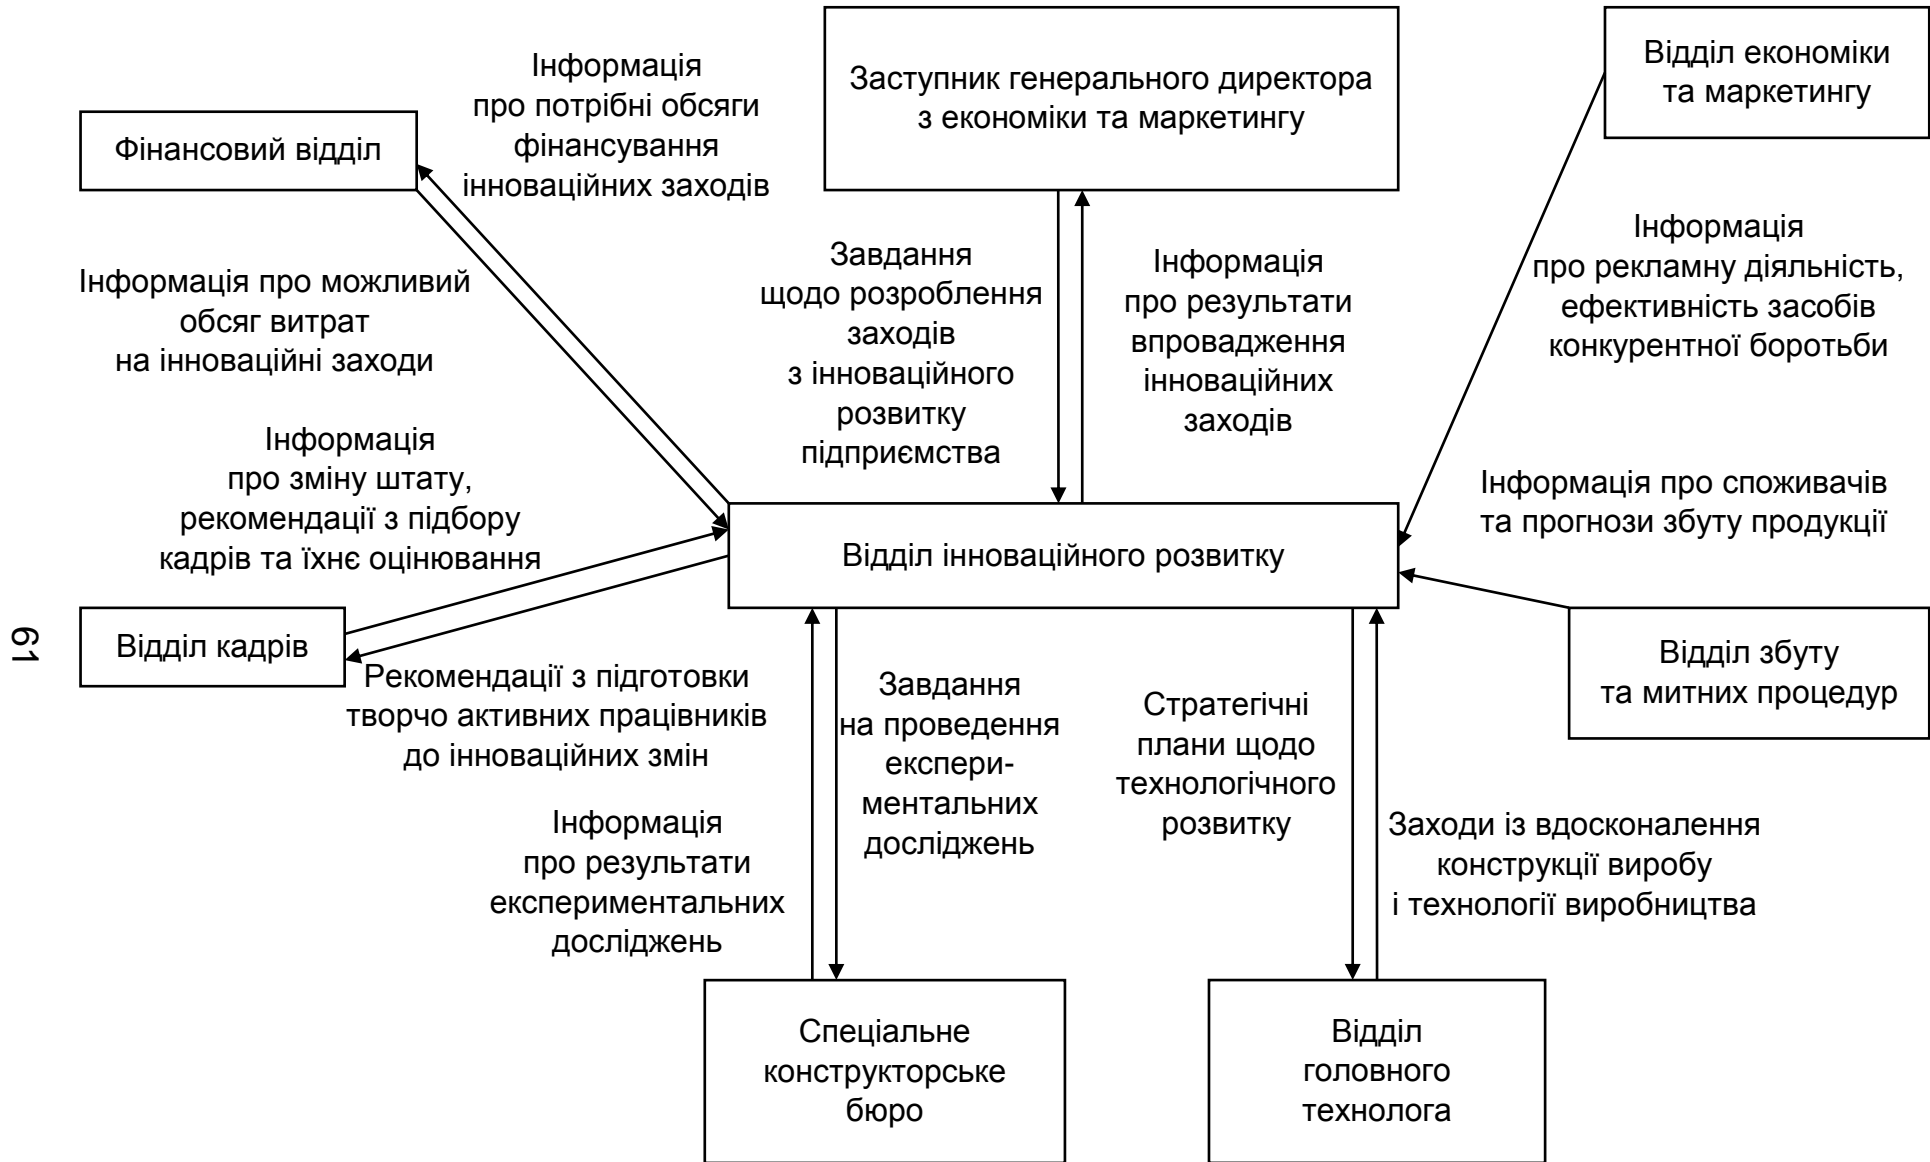 Інформація
про потрібні обсяги
фінансування
інноваційних заходів
Заступник генерального директора
з економіки та маркетингу
Відділ економіки
та маркетингу
Фінансовий відділ
Інформація про можливий
обсяг витрат
на інноваційні заходи
Завдання
щодо розроблення
заходів
з інноваційного
розвитку
підприємства
Інформація
про результати
впровадження
інноваційних
заходів
Інформація
про рекламну діяльність,
ефективність засобів
конкурентної боротьби
Інформація
про зміну штату,
рекомендації з підбору
кадрів та їхнє оцінювання
Інформація про споживачів
та прогнози збуту продукції
Відділ інноваційного розвитку
Відділ кадрів
Відділ збуту
та митних процедур
61
Рекомендації з підготовки
творчо активних працівників
до інноваційних змін
Завдання
на проведення
експери-
ментальних
досліджень
Стратегічні
плани щодо
технологічного
розвитку
Інформація
про результати
експериментальних
досліджень
Заходи із вдосконалення
конструкції виробу
і технології виробництва
Спеціальне
конструкторське
бюро
Відділ
головного
технолога